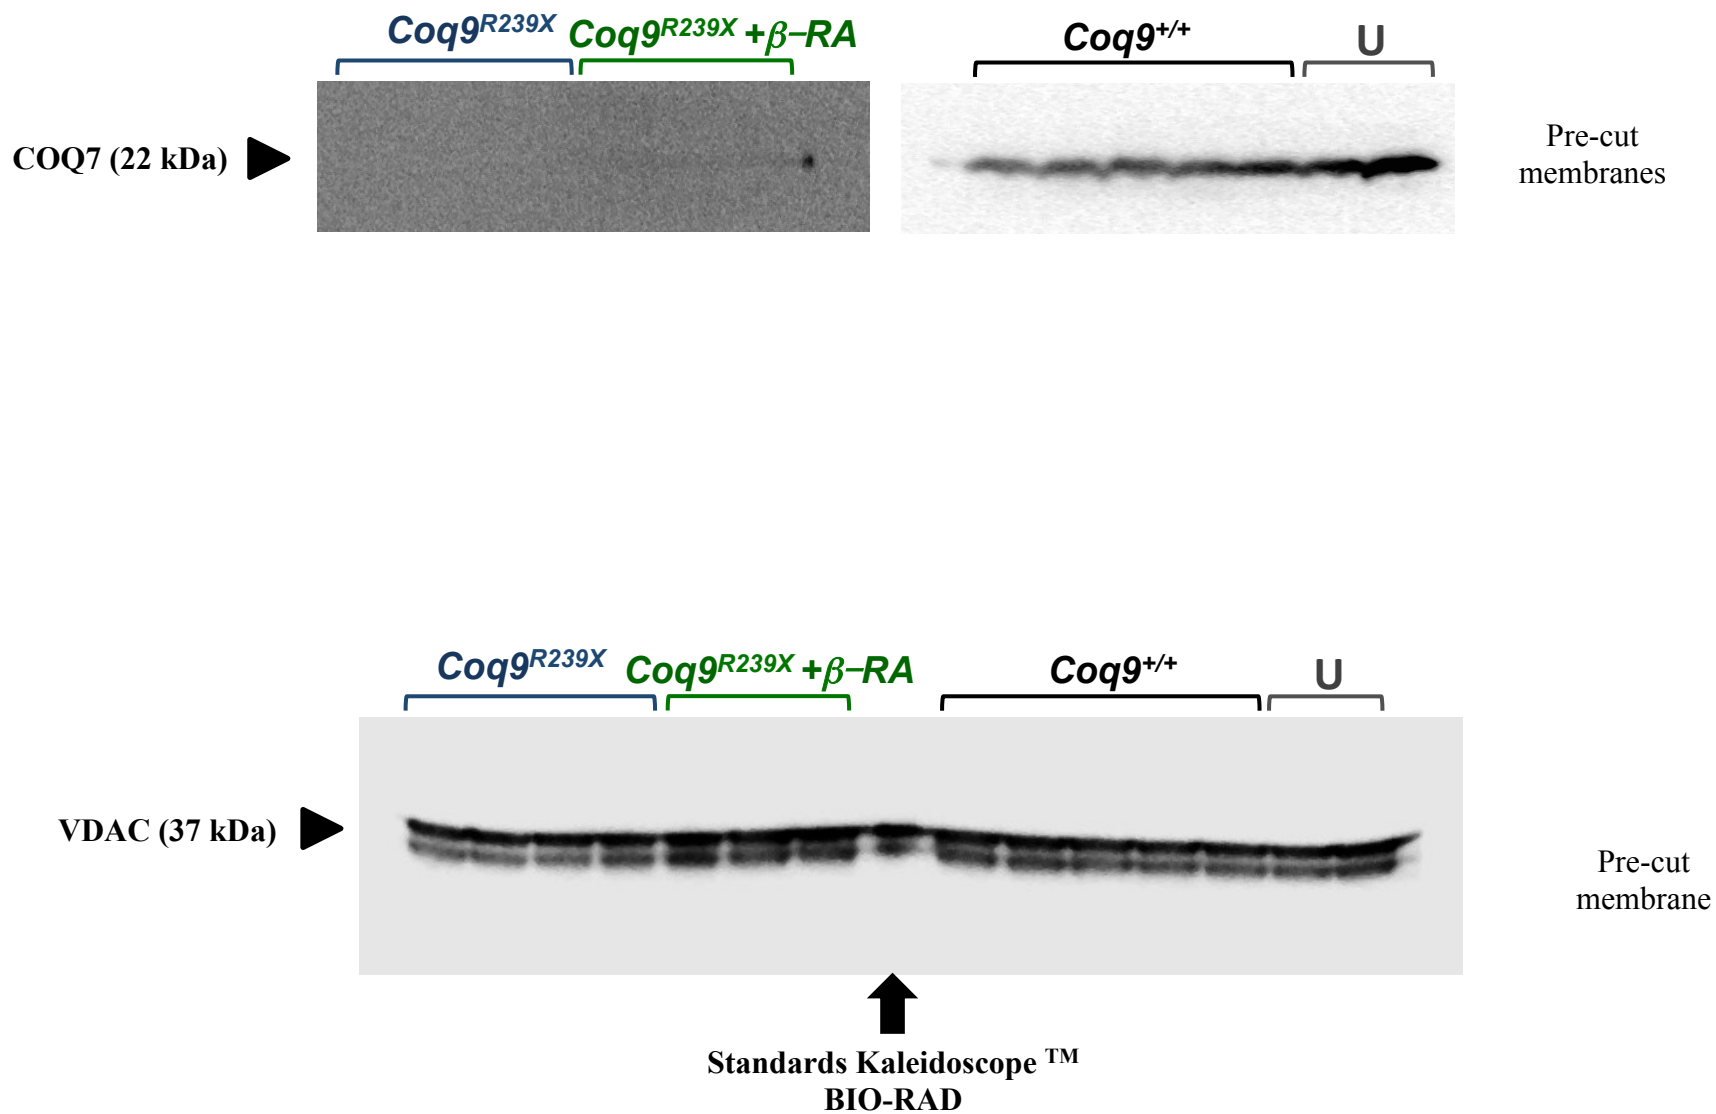 Coq9R239X Coq9R239X +β–RA Coq9+/+ U
COQ7 (22 kDa)
Pre-cut
membranes
Coq9R239X Coq9R239X +β–RA Coq9+/+ U
VDAC (37 kDa)
Pre-cut
membrane
Standards Kaleidoscope TM
BIO-RAD